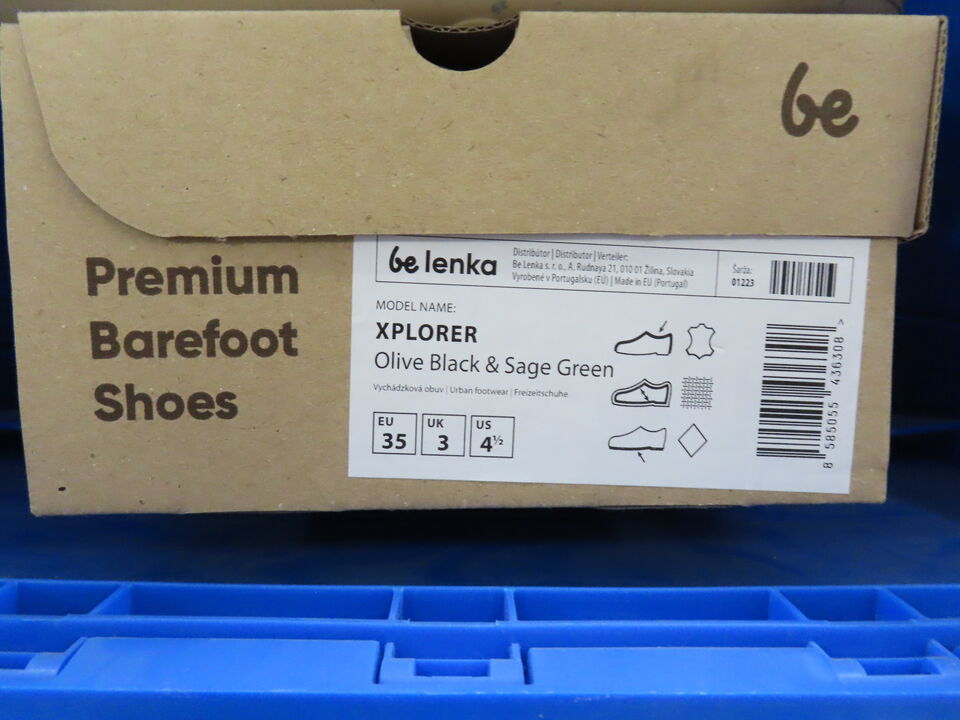 be
Premium
Barefoot
Shoes
be lenka
Distribútor | Distributor | Verteiler:
Be Lenka s. r. o., A. Rudnaya 21, 010 01 Žilina, Slovakia
Vyrobené v Portugalsku (EÚ) | Made in EU (Portugal)
Šarža:
01223
MODEL NAME:
XPLORER
Olive Black & Sage Green
Vychádzková obuv | Urban footwear | Freizeitschuhe
EU
35
UK
3
US
4½
8 585055 436308 >